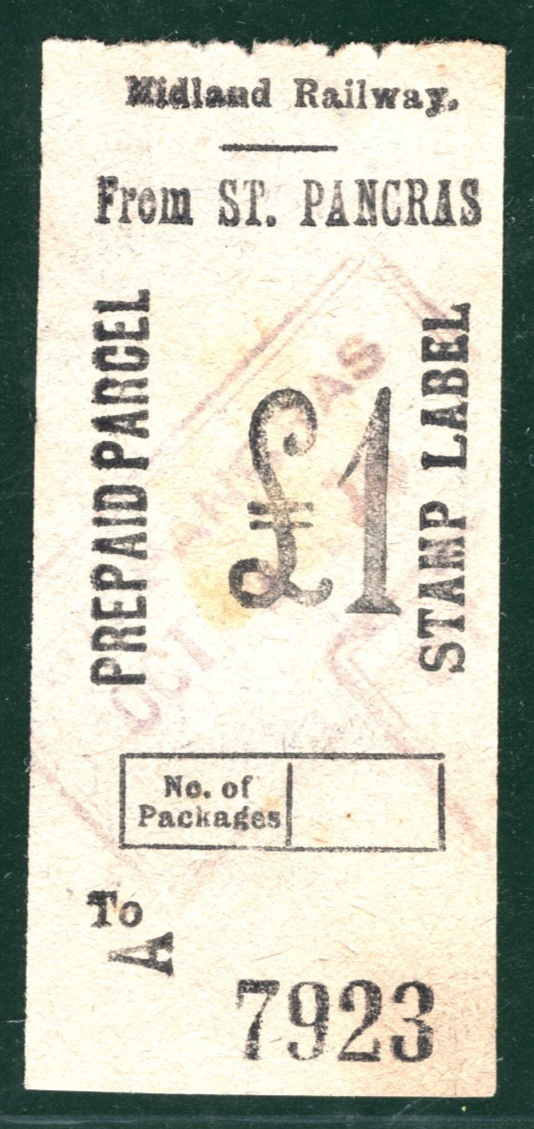 Midland Railway.
From ST. PANCRAS
PREPAID PARCEL
£1
STAMP LABEL
No. of
Packages
To
A
7923